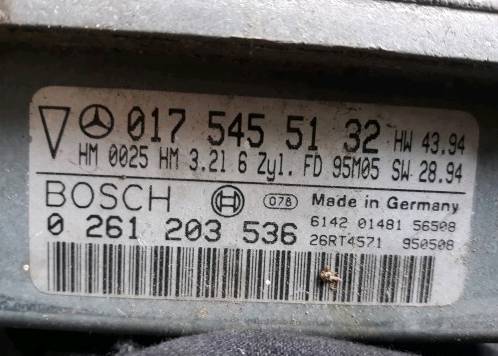 017 545 51 32 HW 43.94
HM 0025 HM 3.2l 6 Zyl. FD 95M05 SW 28.94
BOSCH 078 Made in Germany
0 261 203 536 6142 01481 56508
26RT4571 950508